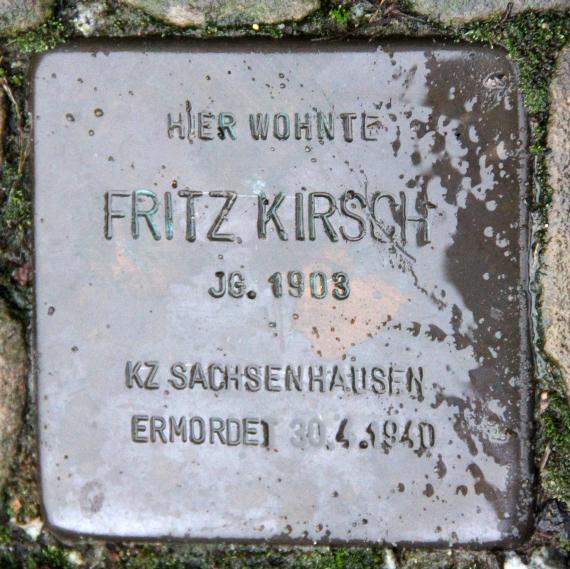 HIER WOHNTE
FRITZ KIRSCH
JG. 1903
KZ SACHSENHAUSEN
ERMORDET 30.4.1940